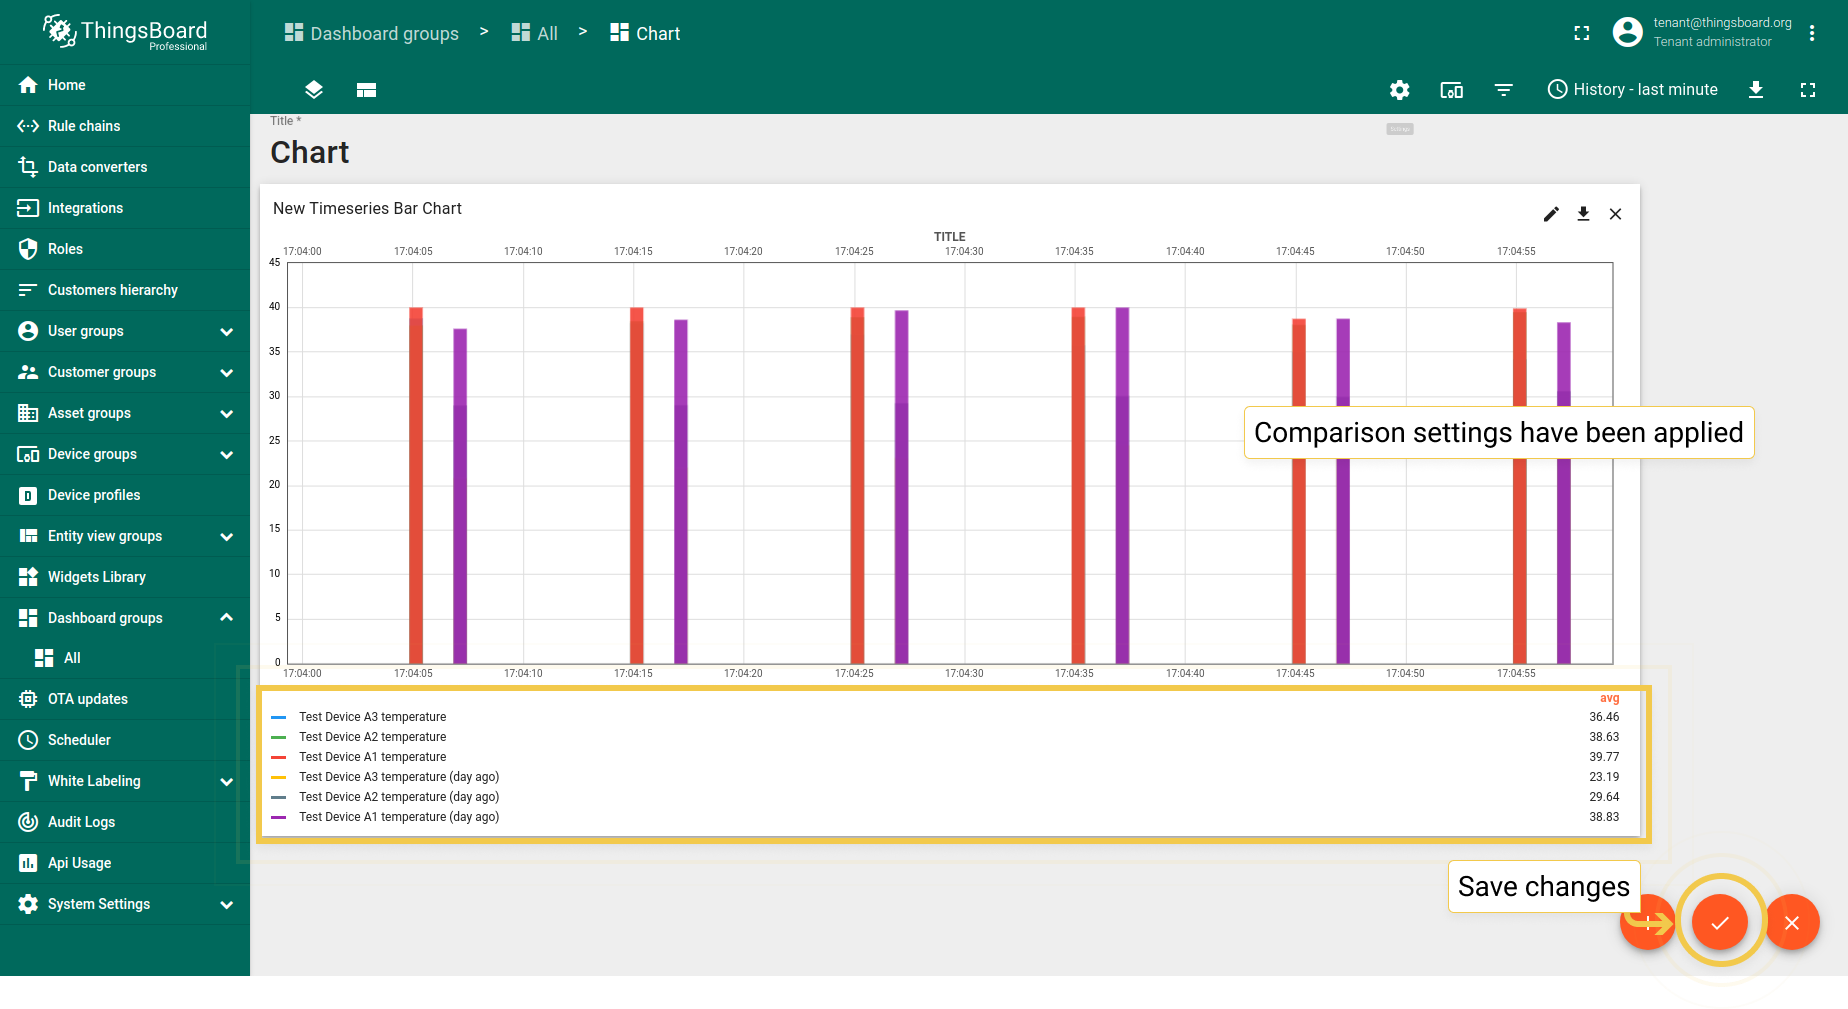 ThingsBoard
Professional
Dashboard groups > All > Chart
tenant@thingsboard.org
Tenant administrator
History - last minute
Home
Rule chains
Data converters
Integrations
Roles
Customers hierarchy
User groups
Customer groups
Asset groups
Device groups
Device profiles
Entity view groups
Widgets Library
Dashboard groups
All
OTA updates
Scheduler
White Labeling
Audit Logs
Api Usage
System Settings
Title *
Chart
New Timeseries Bar Chart
TITLE
17:04:00 17:04:05 17:04:10 17:04:15 17:04:20 17:04:25 17:04:30 17:04:35 17:04:40 17:04:45 17:04:50 17:04:55
45
40
35
30
25
20
15
10
5
0
Comparison settings have been applied
17:04:00 17:04:05 17:04:10 17:04:15 17:04:20 17:04:25 17:04:30 17:04:35 17:04:40 17:04:45 17:04:50 17:04:55
avg
Test Device A3 temperature 36.46
Test Device A2 temperature 38.63
Test Device A1 temperature 39.77
Test Device A3 temperature (day ago) 23.19
Test Device A2 temperature (day ago) 29.64
Test Device A1 temperature (day ago) 38.83
Save changes